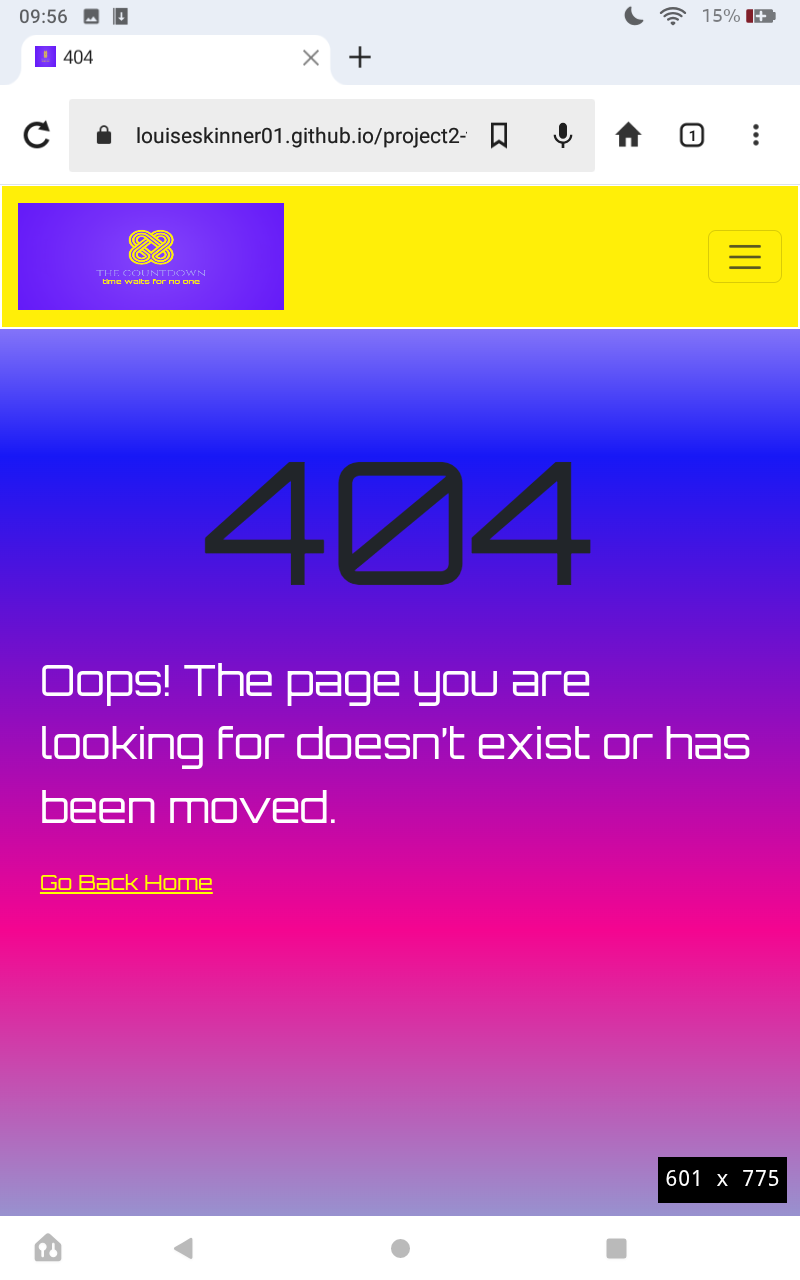 09:56
15%
404
louiseskinner01.github.io/project2-
1
THE COUNTDOWN
time waits for no one
404
Oops! The page you are
looking for doesn't exist or has
been moved.
Go Back Home
601 x 775